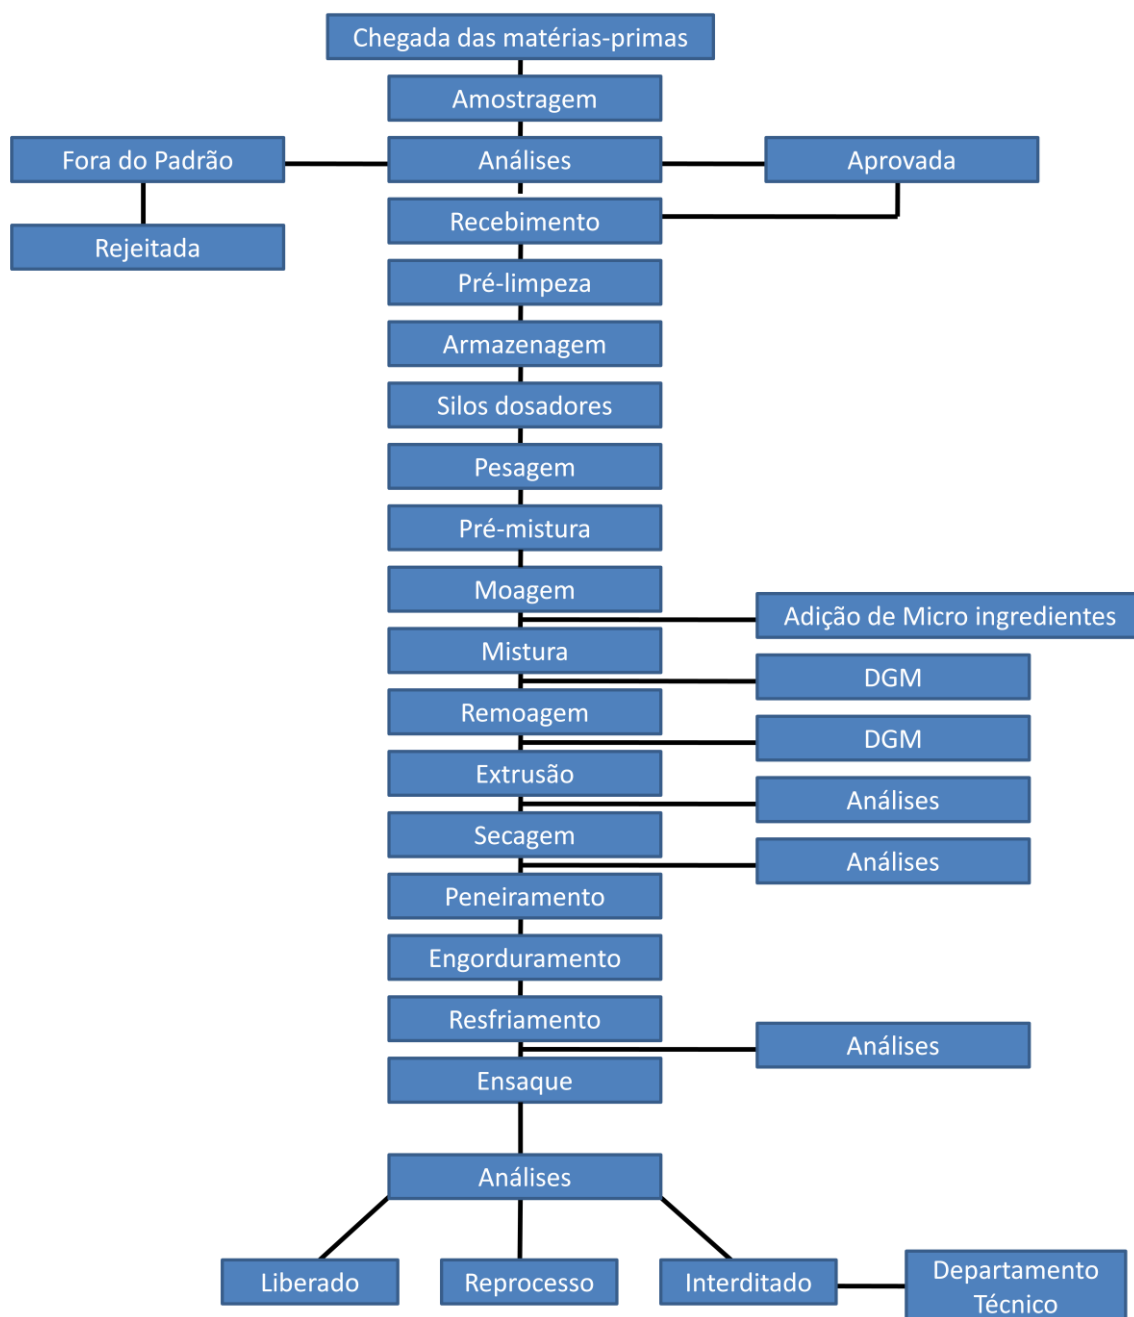 Chegada das matérias-primas
Amostragem
Fora do Padrão
Análises
Aprovada
Recebimento
Rejeitada
Pré-limpeza
Armazenagem
Silos dosadores
Pesagem
Pré-mistura
Moagem
Adição de Micro ingredientes
Mistura
DGM
Remoagem
DGM
Extrusão
Análises
Secagem
Análises
Peneiramento
Engorduramento
Resfriamento
Análises
Ensaque
Análises
Liberado
Reprocesso
Interditado
Departamento
Técnico